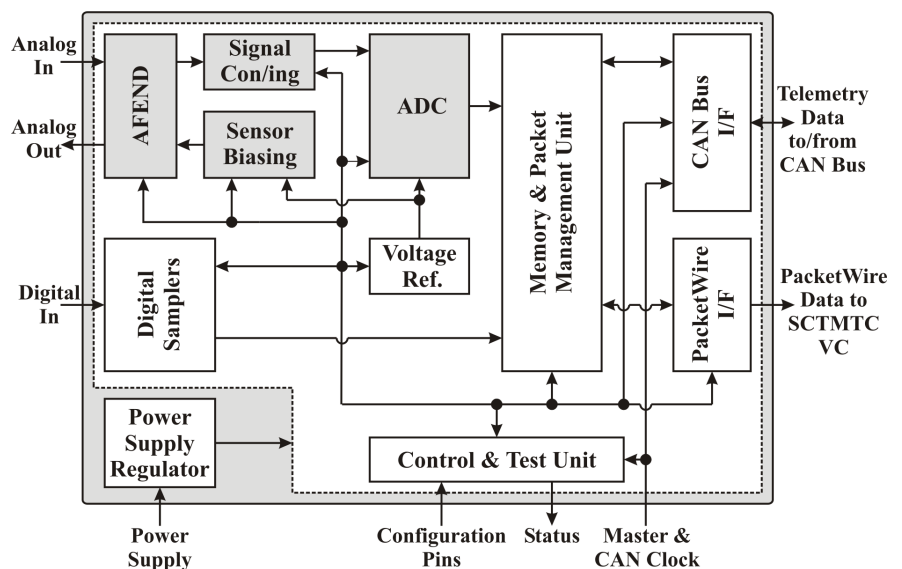 Analog
In
Analog
Out
AFEND
Signal
Con/ing
Sensor
Biasing
ADC
Memory & Packet
Management Unit
CAN Bus
I/F
Telemetry
Data
to/from
CAN Bus
Digital
In
Digital
Samplers
Voltage
Ref.
PacketWire
I/F
PacketWire
Data to
SCTMTC
VC
Power
Supply
Regulator
Control & Test Unit
Power
Supply
Configuration
Pins
Status
Master &
CAN Clock